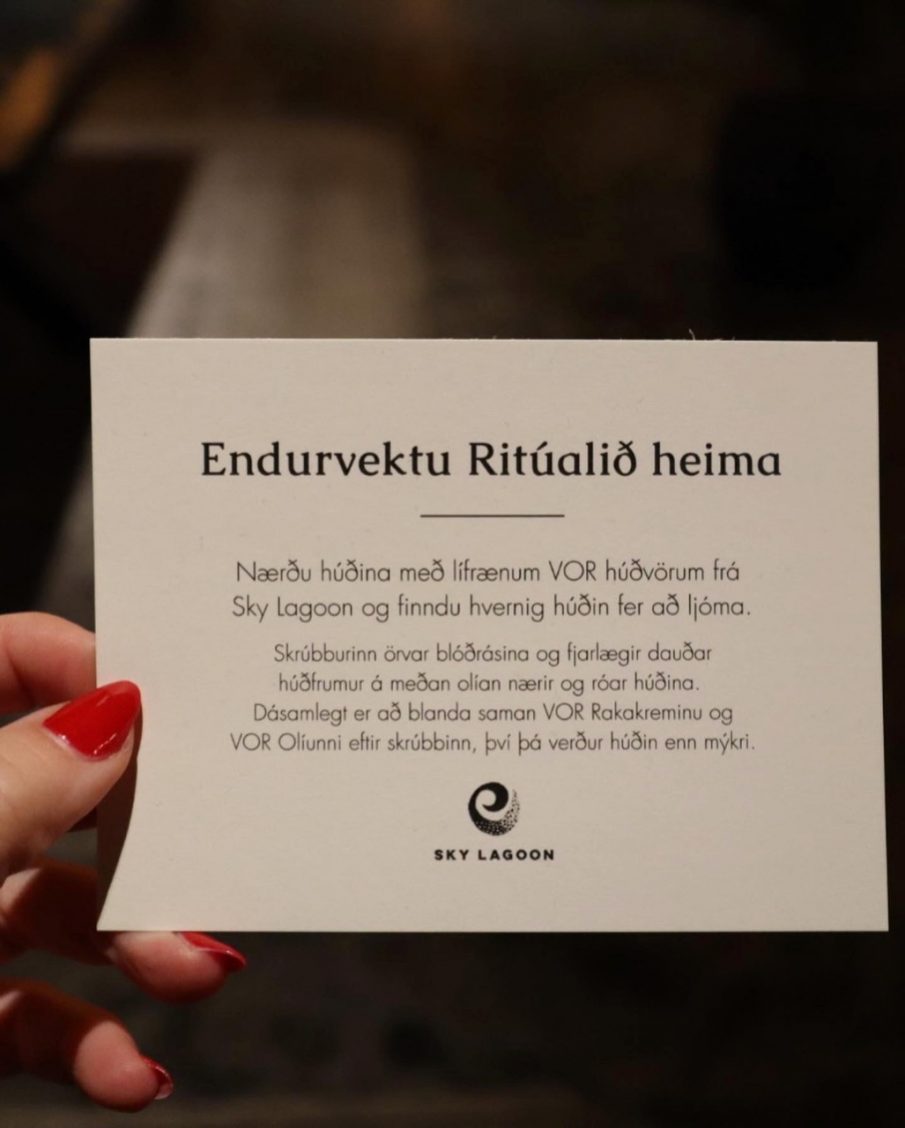 Endurvektu Ritúalið heima
Nærðu húðina með lífrænum VOR húðvörum frá
Sky Lagoon og finndu hvernig húðin fer að ljóma.
Skrúbburinn örvar blóðrásina og fjarlægir dauðar
húðfrumur á meðan olían nærir og róar húðina.
Dásamlegt er að blanda saman VOR Rakakreminu og
VOR Olíunni eftir skrúbbinn, því þá verður húðin enn mýkri.
SKY LAGOON